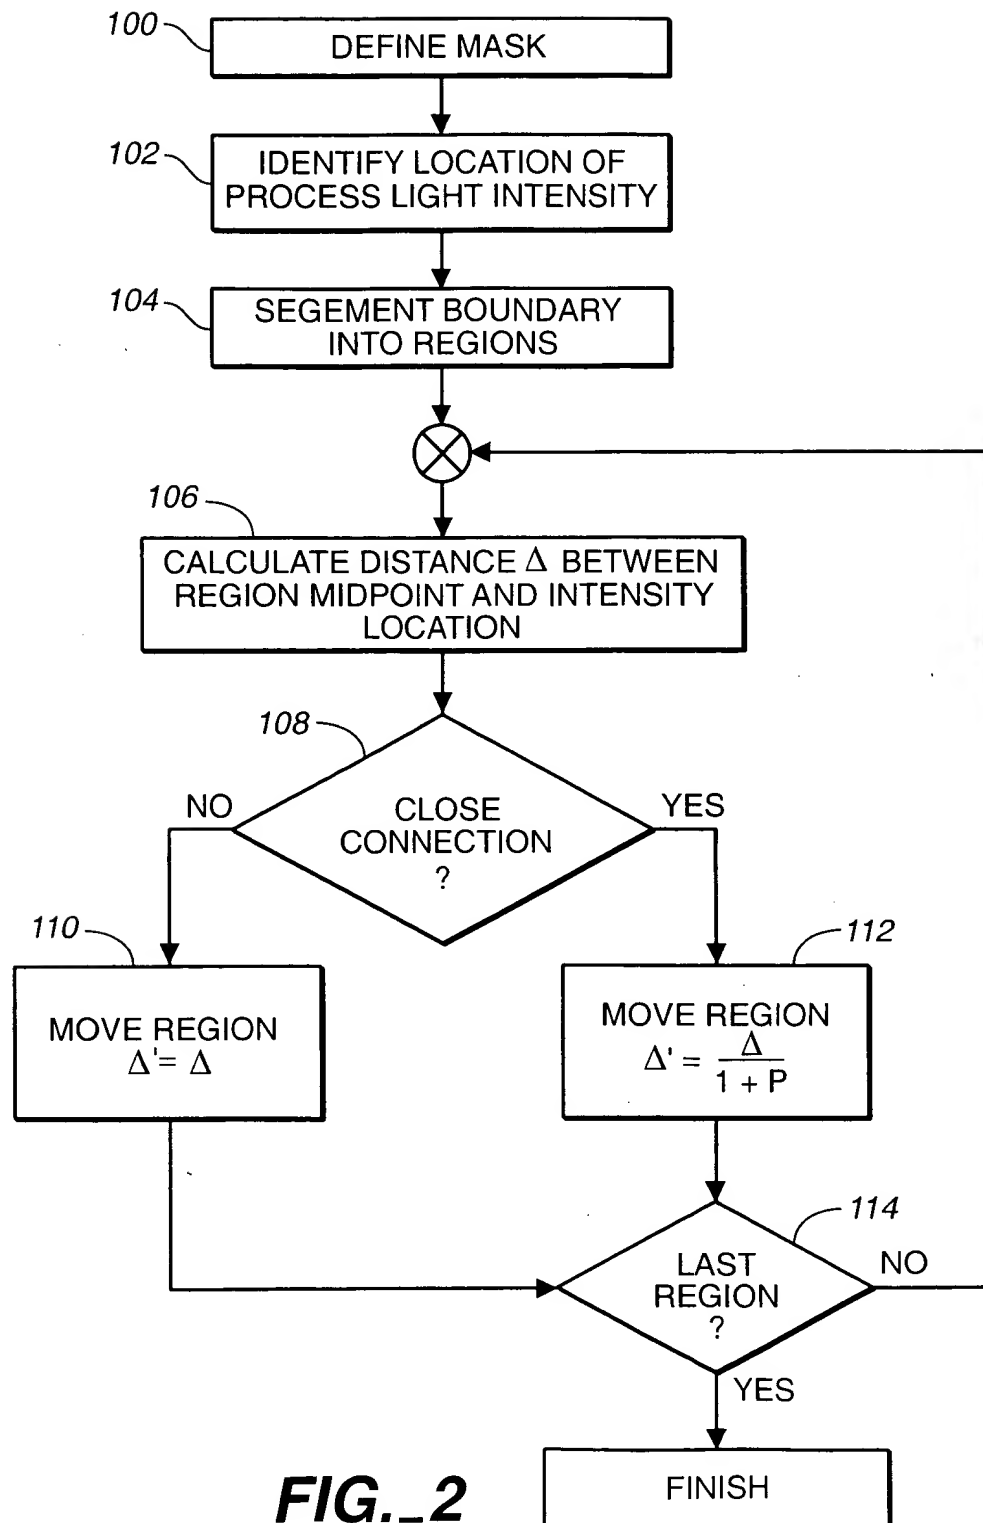 100
DEFINE MASK
102
IDENTIFY LOCATION OF
PROCESS LIGHT INTENSITY
104
SEGEMENT BOUNDARY
INTO REGIONS
106
CALCULATE DISTANCE Δ BETWEEN
REGION MIDPOINT AND INTENSITY
LOCATION
108
NO
CLOSE
CONNECTION
?
YES
110
MOVE REGION
Δ'= Δ
112
MOVE REGION
Δ' = Δ
1 + P
114
LAST
REGION
?
NO
YES
FINISH
FIG._2